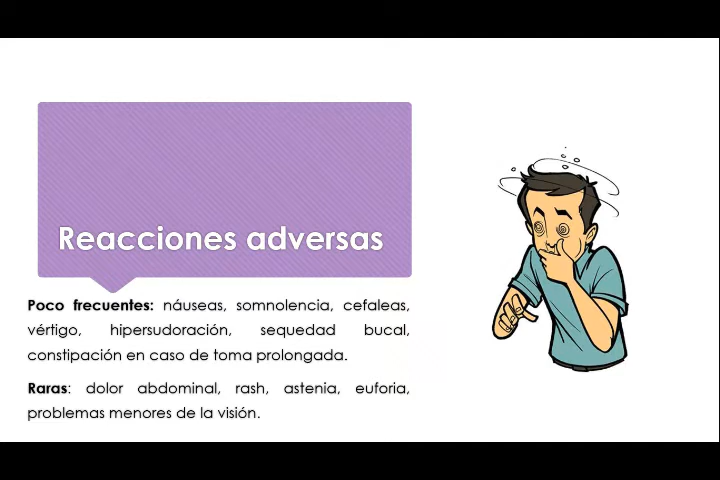 Reacciones adversas
Poco frecuentes: náuseas, somnolencia, cefaleas,
vértigo, hipersudoración, sequedad bucal,
constipación en caso de toma prolongada.
Raras: dolor abdominal, rash, astenia, euforia,
problemas menores de la visión.